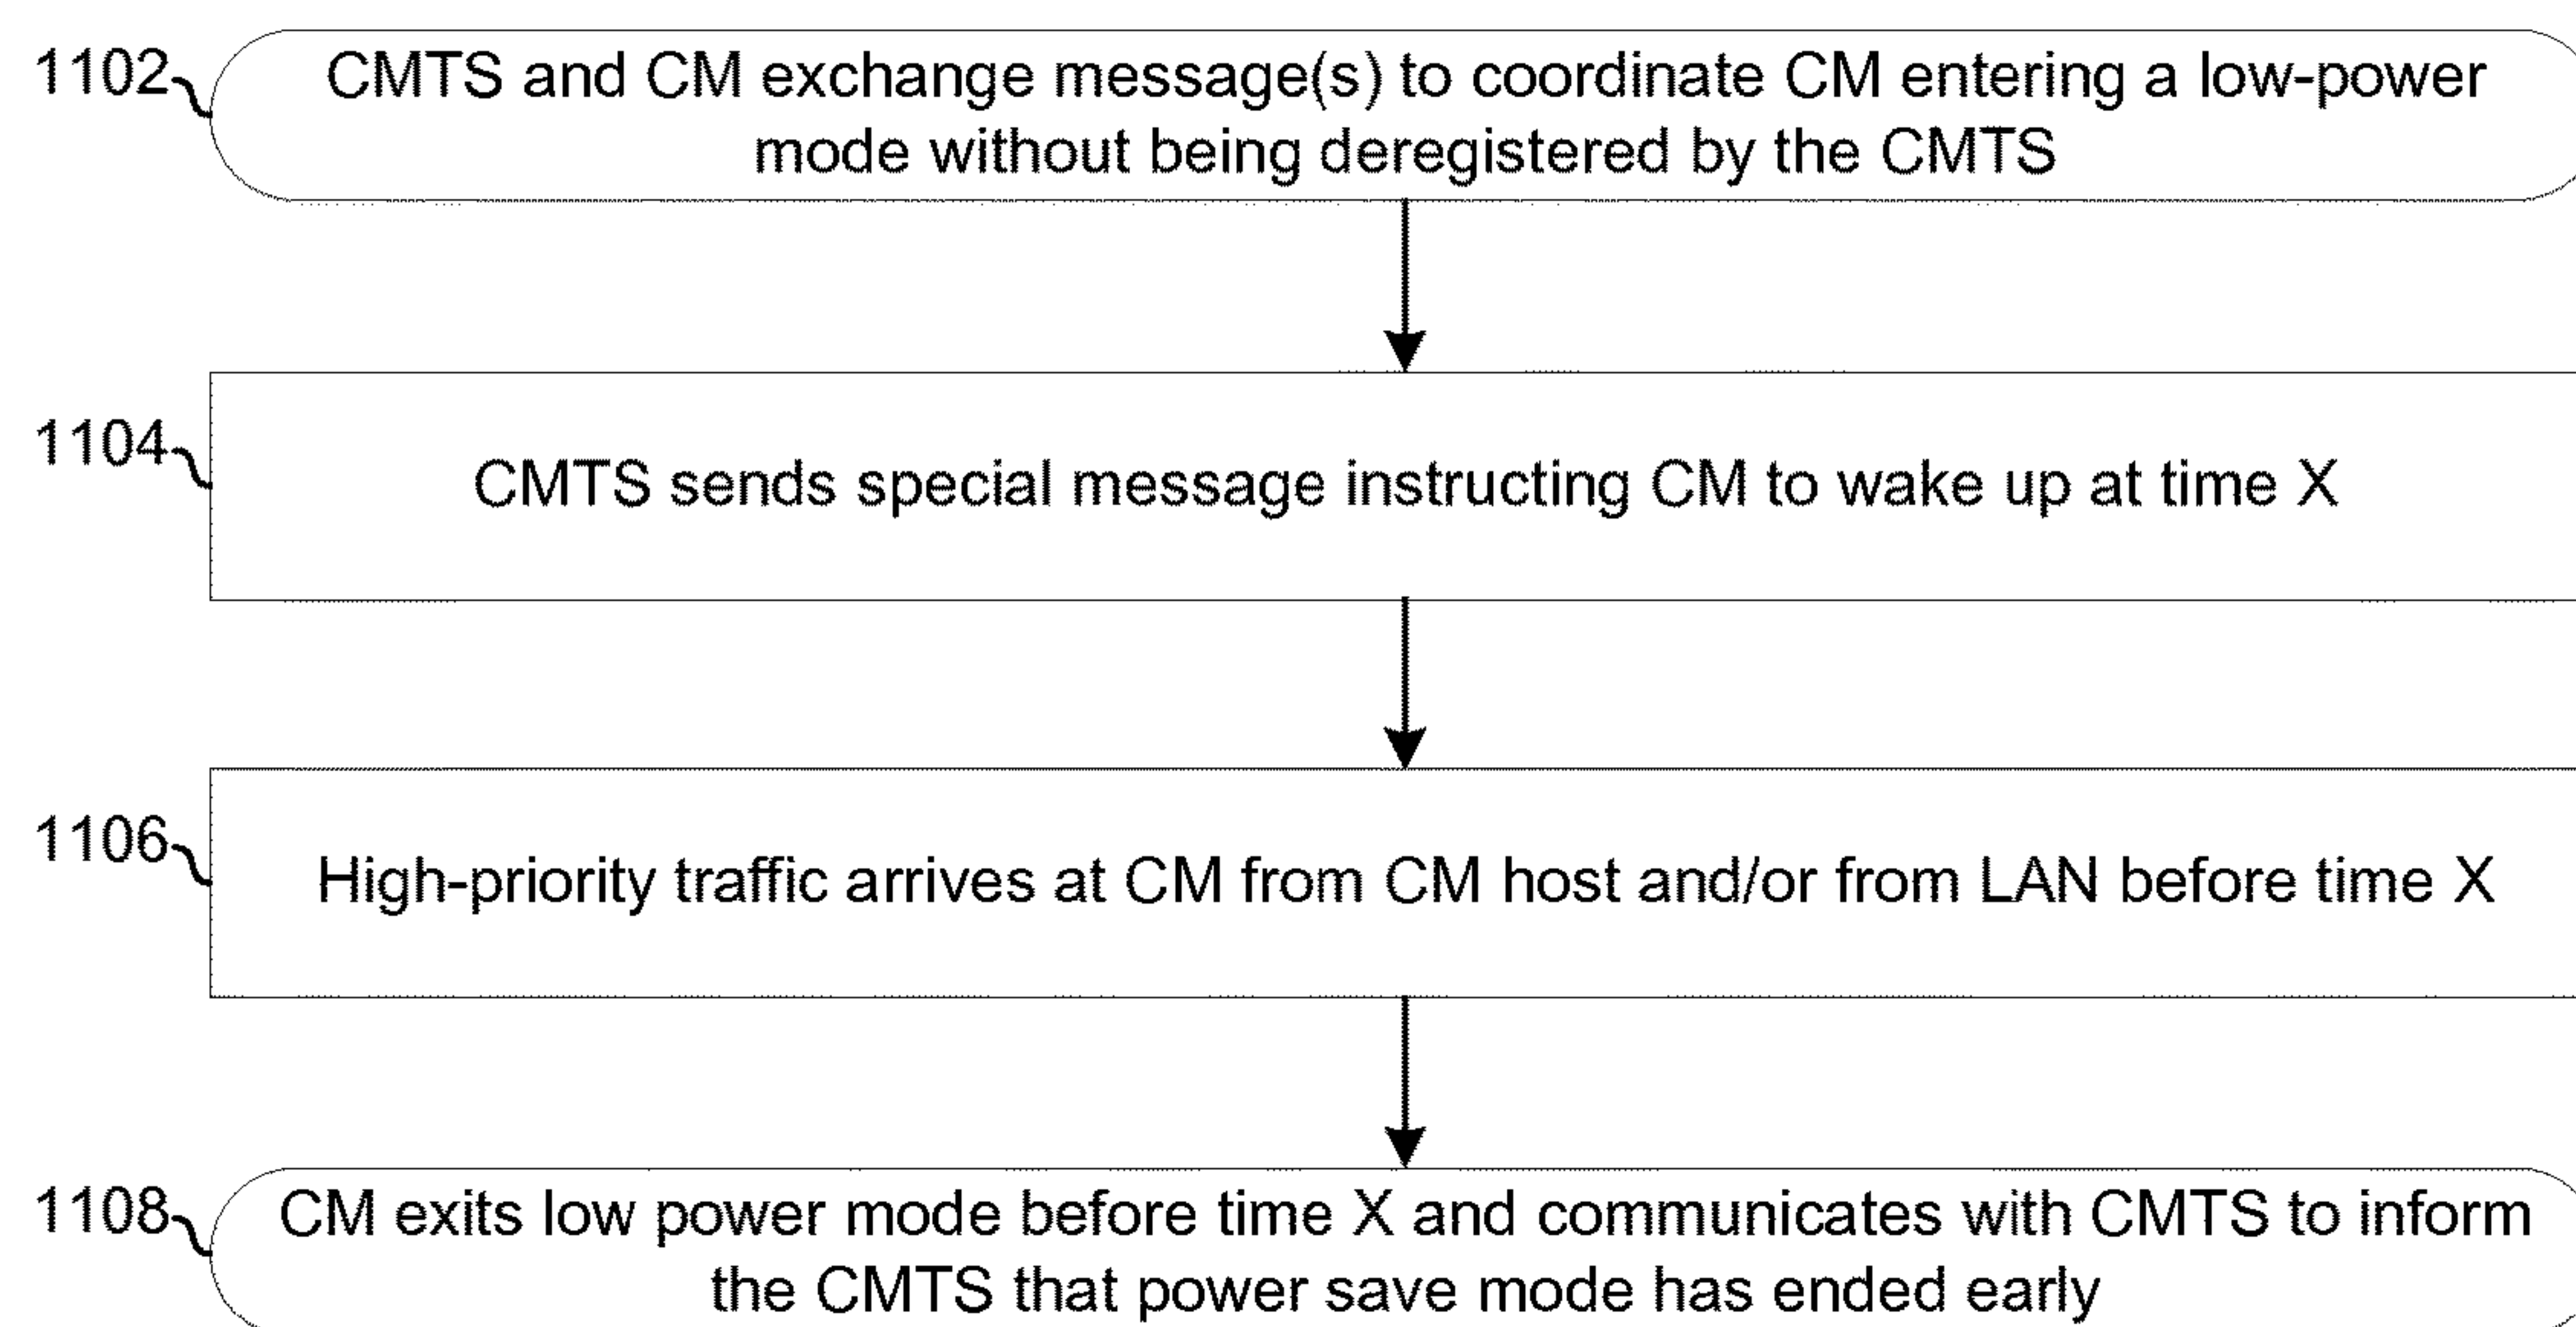 1102
CMTS and CM exchange message(s) to coordinate CM entering a low-power
mode without being deregistered by the CMTS
1104
CMTS sends special message instructing CM to wake up at time X
1106
High-priority traffic arrives at CM from CM host and/or from LAN before time X
1108
CM exits low power mode before time X and communicates with CMTS to inform
the CMTS that power save mode has ended early